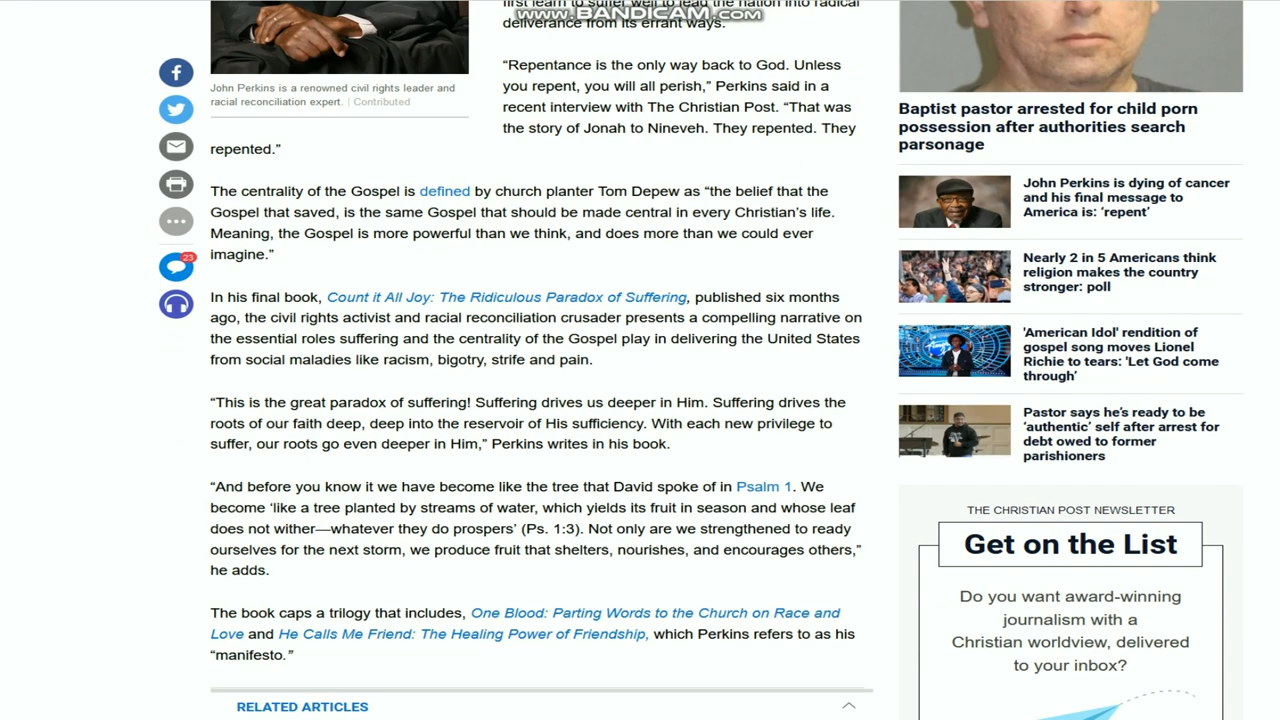 www.BANDICAM.com
first learn to suffer well to lead the nation into radical
deliverance from its errant ways.
“Repentance is the only way back to God. Unless
you repent, you will all perish,” Perkins said in a
recent interview with The Christian Post. “That was
the story of Jonah to Nineveh. They repented. They
repented.”
John Perkins is a renowned civil rights leader and
racial reconciliation expert. | Contributed
The centrality of the Gospel is defined by church planter Tom Depew as “the belief that the
Gospel that saved, is the same Gospel that should be made central in every Christian’s life.
Meaning, the Gospel is more powerful than we think, and does more than we could ever
imagine.”
23
In his final book, Count it All Joy: The Ridiculous Paradox of Suffering, published six months
ago, the civil rights activist and racial reconciliation crusader presents a compelling narrative on
the essential roles suffering and the centrality of the Gospel play in delivering the United States
from social maladies like racism, bigotry, strife and pain.
“This is the great paradox of suffering! Suffering drives us deeper in Him. Suffering drives the
roots of our faith deep, deep into the reservoir of His sufficiency. With each new privilege to
suffer, our roots go even deeper in Him,” Perkins writes in his book.
“And before you know it we have become like the tree that David spoke of in Psalm 1. We
become ‘like a tree planted by streams of water, which yields its fruit in season and whose leaf
does not wither—whatever they do prospers’ (Ps. 1:3). Not only are we strengthened to ready
ourselves for the next storm, we produce fruit that shelters, nourishes, and encourages others,”
he adds.
The book caps a trilogy that includes, One Blood: Parting Words to the Church on Race and
Love and He Calls Me Friend: The Healing Power of Friendship, which Perkins refers to as his
“manifesto.”
RELATED ARTICLES
Baptist pastor arrested for child porn
possession after authorities search
parsonage
John Perkins is dying of cancer
and his final message to
America is: ‘repent’
Nearly 2 in 5 Americans think
religion makes the country
stronger: poll
'American Idol' rendition of
gospel song moves Lionel
Richie to tears: 'Let God come
through’
Pastor says he’s ready to be
‘authentic’ self after arrest for
debt owed to former
parishioners
THE CHRISTIAN POST NEWSLETTER
Get on the List
Do you want award-winning
journalism with a
Christian worldview, delivered
to your inbox?